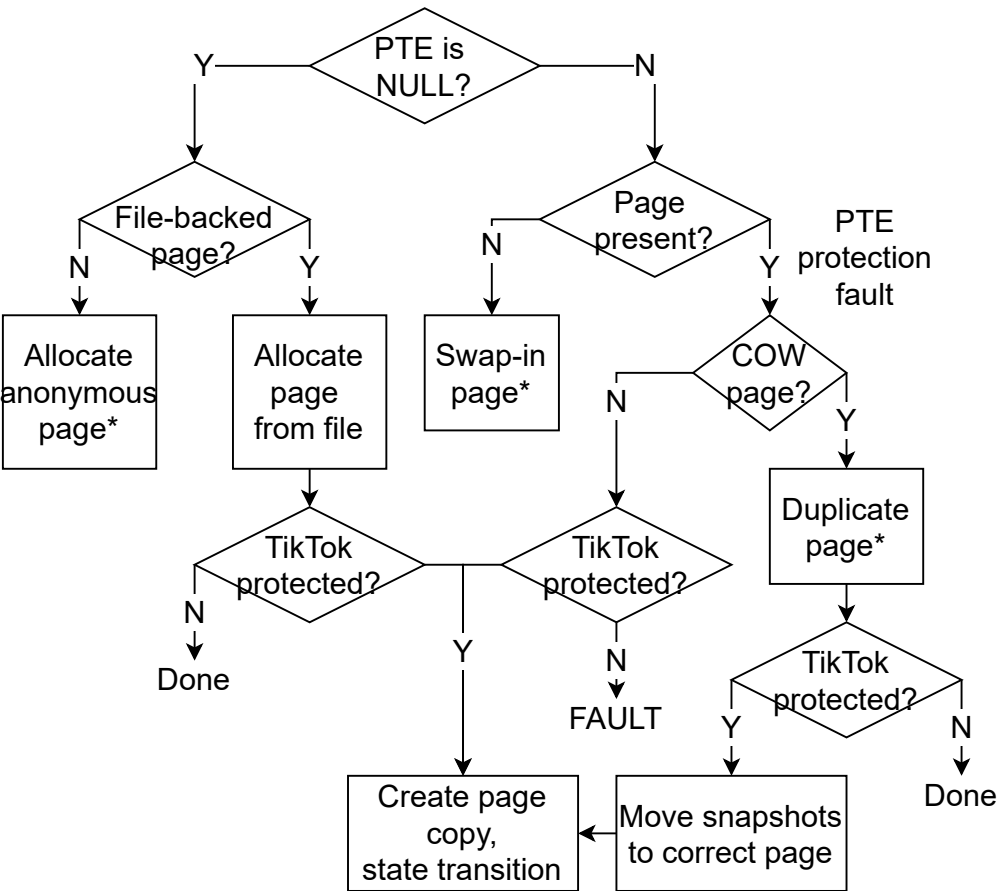 PTE is
NULL?
Y
N
File-backed
page?
Page
present?
PTE
protection
fault
N
Y
N
Y
Allocate
anonymous
page*
Allocate
page
from file
Swap-in
page*
COW
page?
N
Y
Duplicate
page*
TikTok
protected?
TikTok
protected?
N
Done
Y
N
FAULT
TikTok
protected?
Y
N
Done
Create page
copy,
state transition
Move snapshots
to correct page